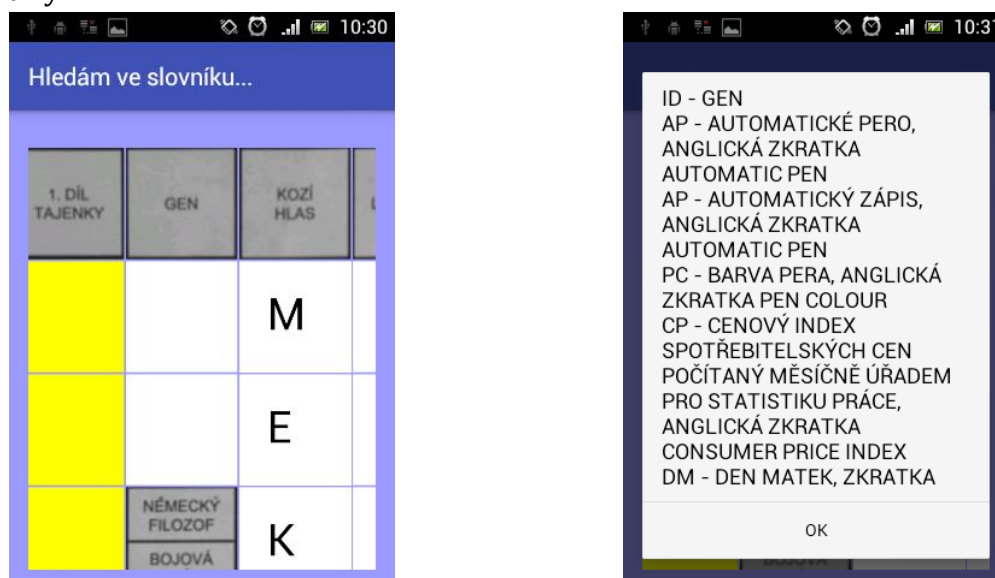 10:30
Hledám ve slovníku...
1. DÍL
TAJENKY
GEN
KOZÍ
HLAS
M
E
NĚMECKÝ
FILOZOF
BOJOVÁ
K
10:31
ID - GEN
AP - AUTOMATICKÉ PERO,
ANGLICKÁ ZKRATKA
AUTOMATIC PEN
AP - AUTOMATICKÝ ZÁPIS,
ANGLICKÁ ZKRATKA
AUTOMATIC PEN
PC - BARVA PERA, ANGLICKÁ
ZKRATKA PEN COLOUR
CP - CENOVÝ INDEX
SPOTŘEBITELSKÝCH CEN
POČÍTANÝ MĚSÍČNĚ ÚŘADEM
PRO STATISTIKU PRÁCE,
ANGLICKÁ ZKRATKA
CONSUMER PRICE INDEX
DM - DEN MATEK, ZKRATKA
OK